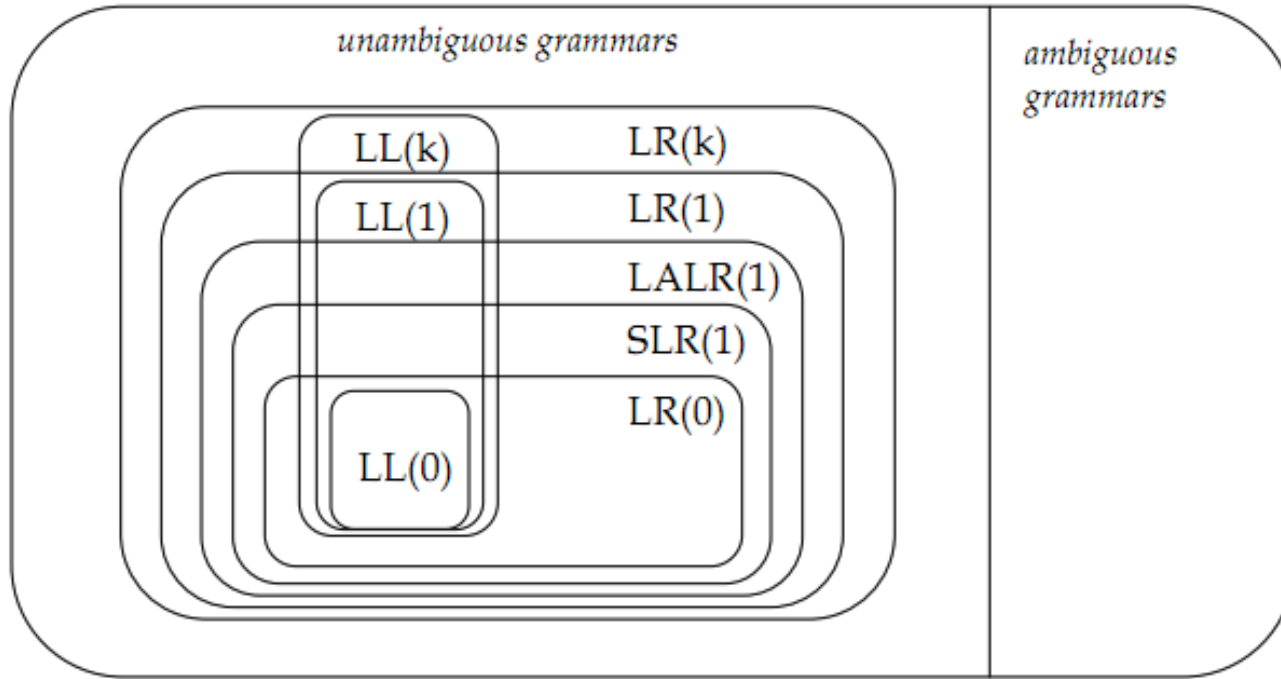 unambiguous grammars
ambiguous
grammars
LL(k)
LR(k)
LL(1)
LR(1)
LALR(1)
SLR(1)
LR(0)
LL(0)